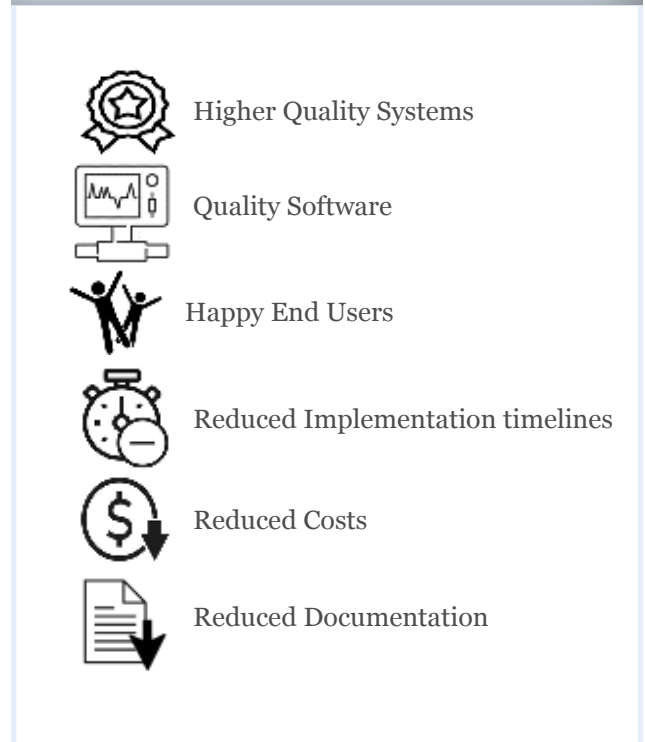 Higher Quality Systems
Quality Software
Happy End Users
Reduced Implementation timelines
Reduced Costs
Reduced Documentation